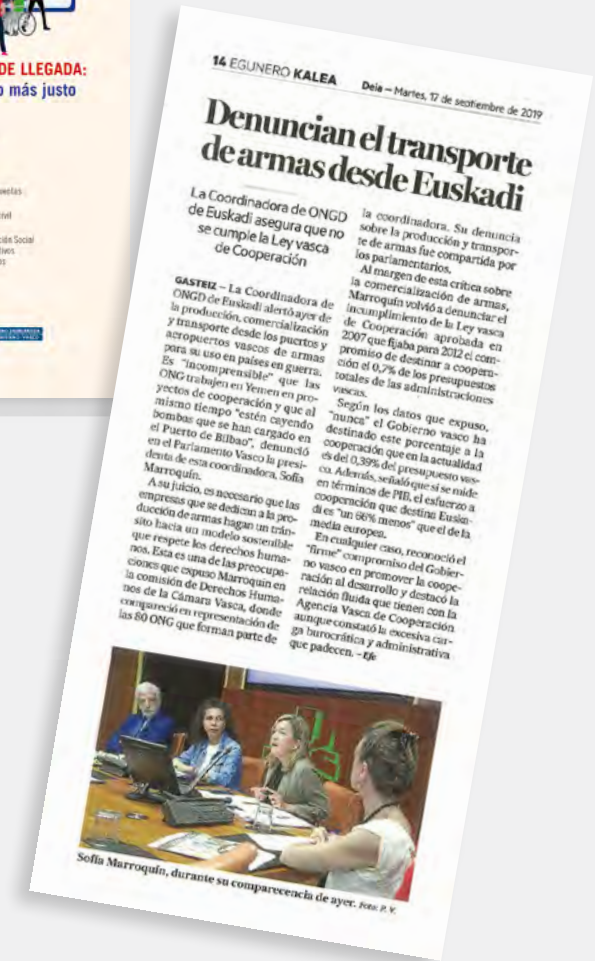 DE LLEGADA:
más justo
14 EGUNERO KALEA
Deia – Martes, 17 de septiembre de 2019
Denuncian el transporte
de armas desde Euskadi
La Coordinadora de ONGD
de Euskadi asegura que no
se cumple la Ley vasca
de Cooperación
GASTEIZ – La Coordinadora de
ONGD de Euskadi alertó ayer de
la producción, comercialización
y transporte desde los puertos y
aeropuertos vascos de armas
para su uso en países en guerra.
Es "incomprensible" que las
ONG trabajen en Yemen en pro-
yectos de cooperación y que al
mismo tiempo "estén cayendo
bombas que se han cargado en
el Puerto de Bilbao", denunció
en el Parlamento Vasco la presi-
denta de esta coordinadora, Sofía
Marroquín.
A su juicio, es necesario que las
empresas que se dedican a la pro-
ducción de armas hagan un trán-
sito hacia un modelo sostenible
que respete los derechos huma-
nos. Esta es una de las preocupa-
ciones que expuso Marroquín en
la comisión de Derechos Huma-
nos de la Cámara Vasca, donde
compareció en representación de
las 80 ONG que forman parte de
la coordinadora. Su denuncia
sobre la producción y transpor-
te de armas fue compartida por
los parlamentarios.
Al margen de esta crítica sobre
la comercialización de armas,
Marroquín volvió a denunciar el
incumplimiento de la Ley vasca
de Cooperación aprobada en
2007 que fijaba para 2012 el com-
promiso de destinar a coopera-
ción el 0,7% de los presupuestos
totales de las administraciones
vascas.
Según los datos que expuso,
"nunca" el Gobierno vasco ha
destinado este porcentaje a la
cooperación que en la actualidad
es del 0,39% del presupuesto vas-
co. Además, señaló que si se mide
en términos de PIB, el esfuerzo a
cooperación que destina Euska-
di es "un 66% menos" que el de la
media europea.
En cualquier caso, reconoció el
"firme" compromiso del Gobier-
no vasco en promover la coope-
ración al desarrollo y destacó la
relación fluida que tienen con la
Agencia Vasca de Cooperación
aunque constató la excesiva car-
ga burocrática y administrativa
que padecen. – Efe
Sofía Marroquín, durante su comparecencia de ayer. Foto: P. V.